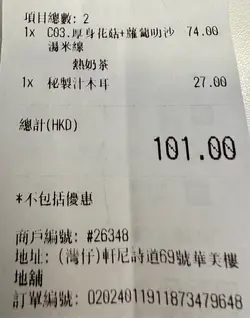 項目總數: 2
1x C03.厚身花菇+蘿蔔叻沙湯米線 74.00
熱奶茶
1x 秘製汁木耳 27.00
總計(HKD)
101.00
*不包括優惠
商戶編號: #26348
地址: (灣仔)軒尼詩道69號華美樓
地舖
訂單編號: 02024011911873479648